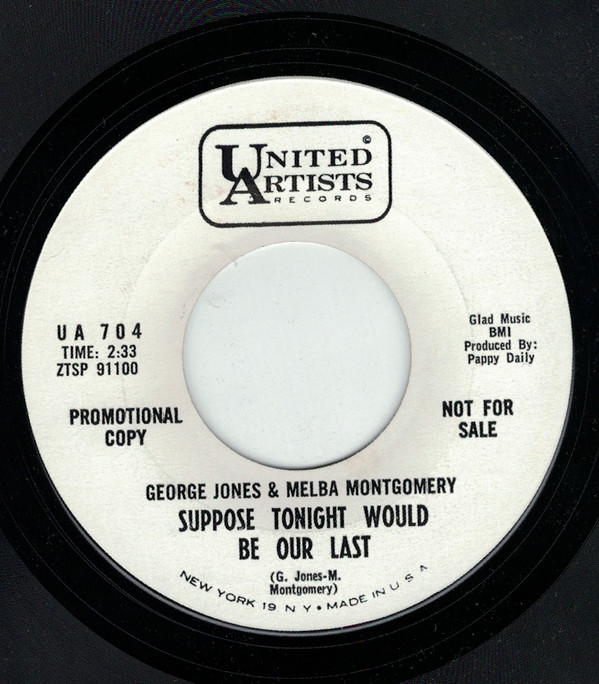 ©
UNITED
ARTISTS
RECORDS
UA 704
TIME: 2:33
ZTSP 91100
Glad Music
BMI
Produced By:
Pappy Daily
PROMOTIONAL
COPY
NOT FOR
SALE
GEORGE JONES & MELBA MONTGOMERY
SUPPOSE TONIGHT WOULD
BE OUR LAST
(G. Jones-M.
Montgomery)
NEW YORK 19 N Y • MADE IN U S A